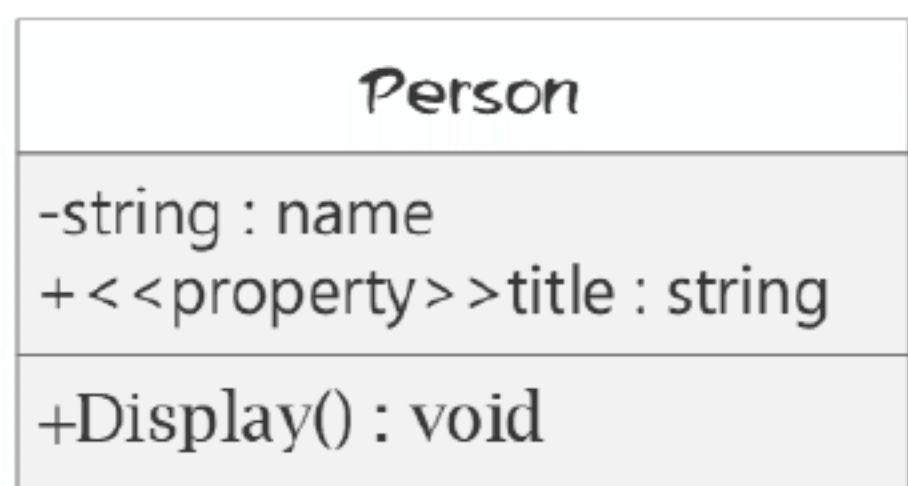 Person
-string : name
+<<property>>title : string
+Display() : void